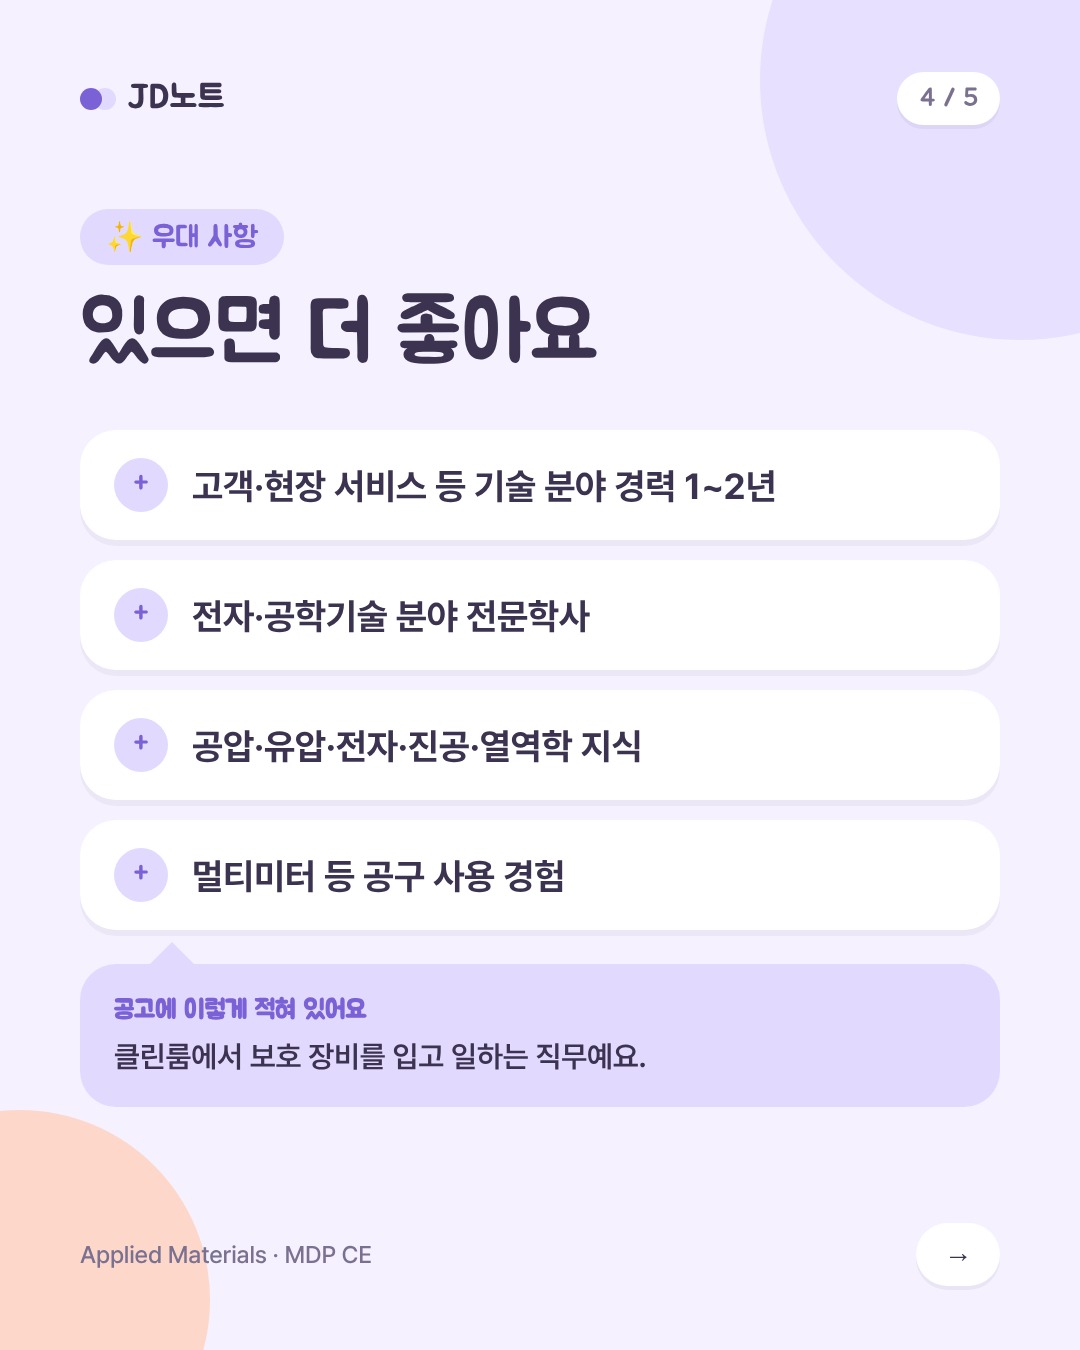 JD노트
4 / 5
✨ 우대 사항
있으면 더 좋아요
+ 고객·현장 서비스 등 기술 분야 경력 1~2년
+ 전자·공학기술 분야 전문학사
+ 공압·유압·전자·진공·열역학 지식
+ 멀티미터 등 공구 사용 경험
공고에 이렇게 적혀 있어요
클린룸에서 보호 장비를 입고 일하는 직무예요.
Applied Materials · MDP CE
→